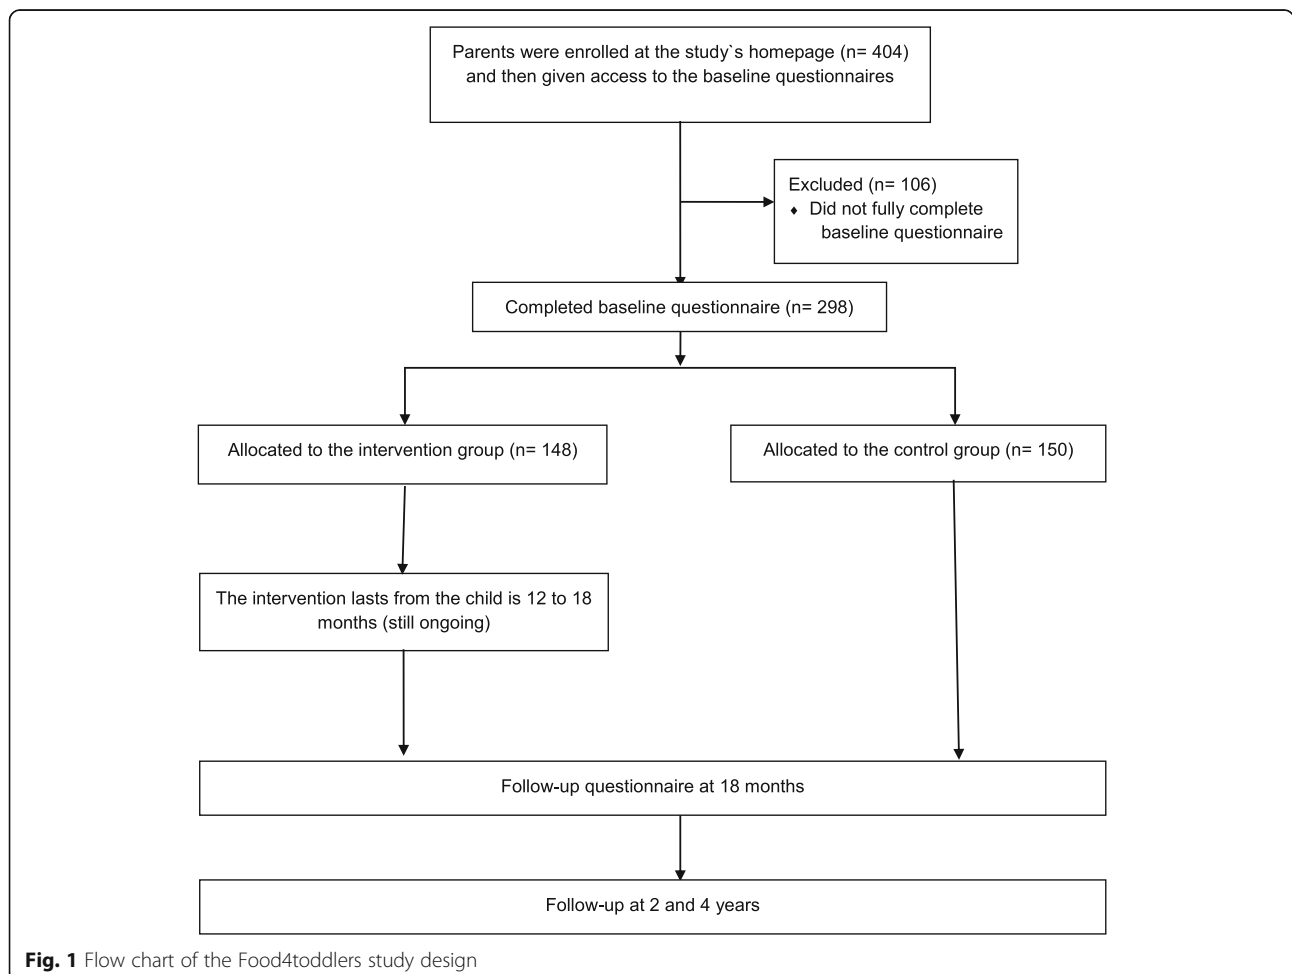 Parents were enrolled at the study`s homepage (n= 404)
and then given access to the baseline questionnaires
Excluded (n= 106)
♦ Did not fully complete
baseline questionnaire
Completed baseline questionnaire (n= 298)
Allocated to the intervention group (n= 148)
Allocated to the control group (n= 150)
The intervention lasts from the child is 12 to 18
months (still ongoing)
Follow-up questionnaire at 18 months
Follow-up at 2 and 4 years
Fig. 1 Flow chart of the Food4toddlers study design